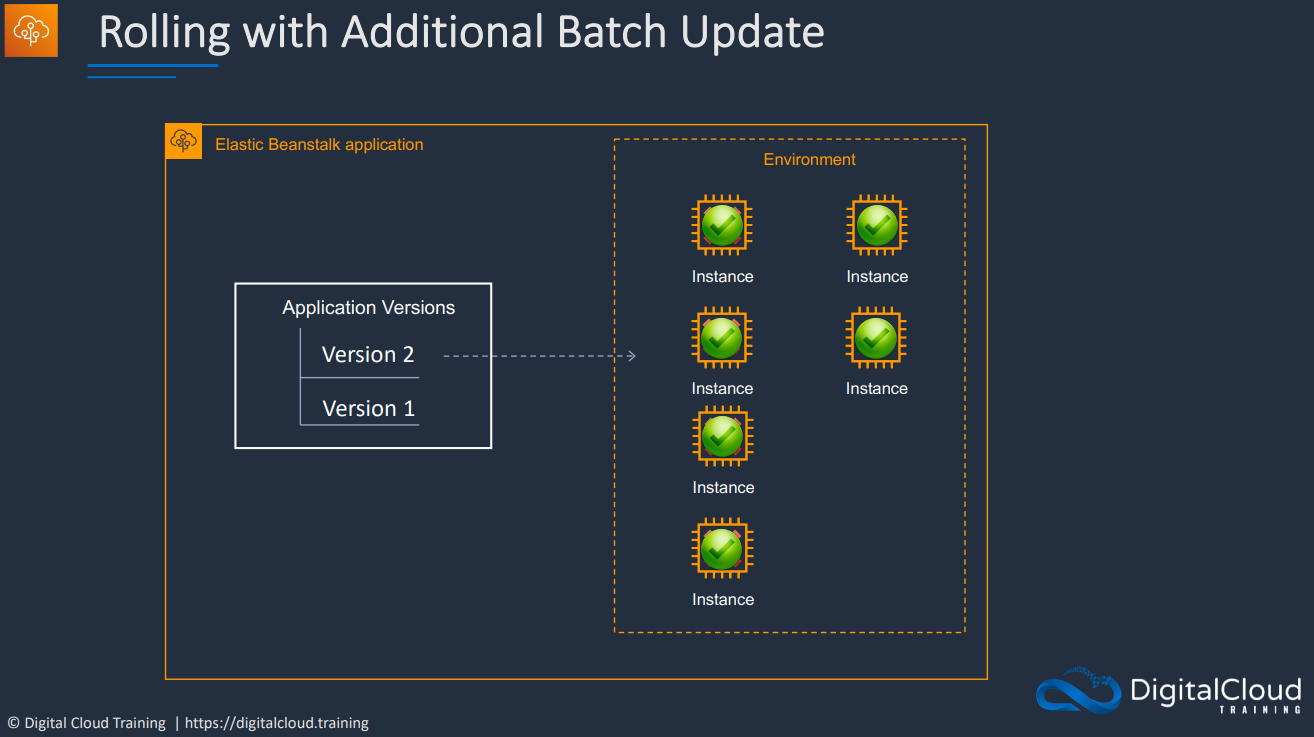 Rolling with Additional Batch Update
Elastic Beanstalk application
Environment
Instance
Instance
Application Versions
Version 2
Version 1
Instance
Instance
Instance
Instance
DigitalCloud
TRAINING
© Digital Cloud Training | https://digitalcloud.training